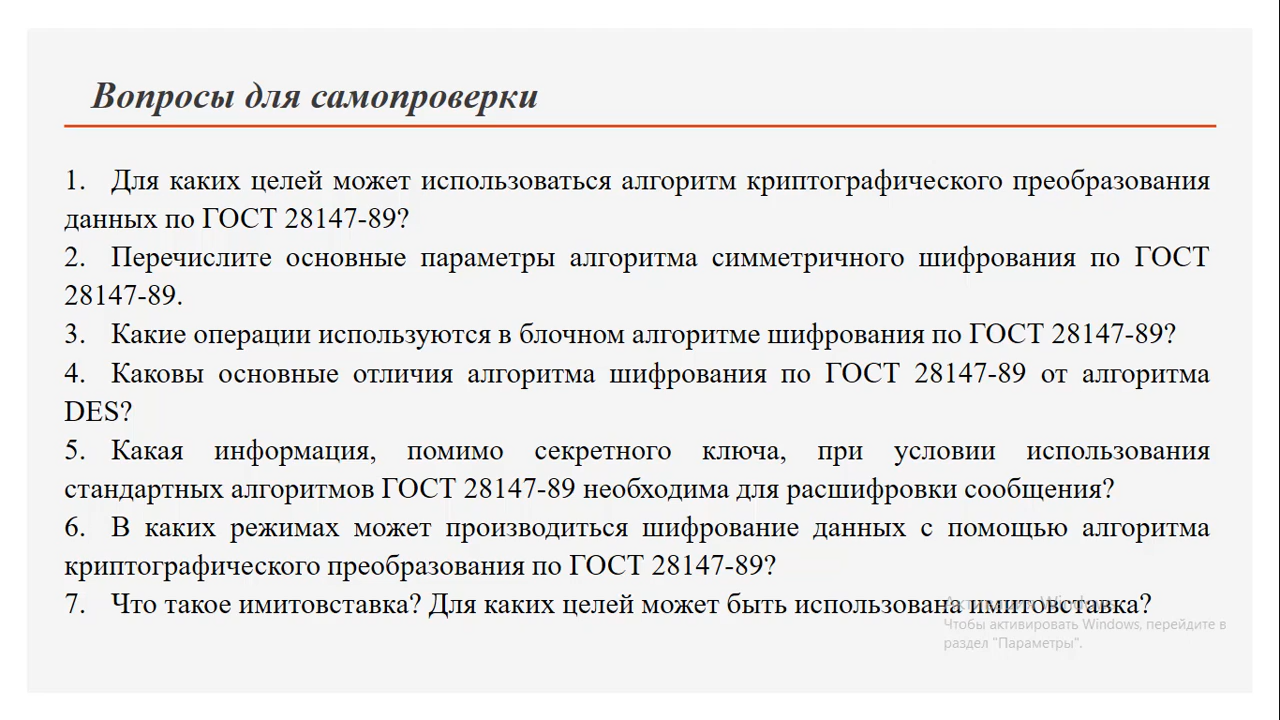 Вопросы для самопроверки
1. Для каких целей может использоваться алгоритм криптографического преобразования
данных по ГОСТ 28147-89?
2. Перечислите основные параметры алгоритма симметричного шифрования по ГОСТ
28147-89.
3. Какие операции используются в блочном алгоритме шифрования по ГОСТ 28147-89?
4. Каковы основные отличия алгоритма шифрования по ГОСТ 28147-89 от алгоритма
DES?
5. Какая информация, помимо секретного ключа, при условии использования
стандартных алгоритмов ГОСТ 28147-89 необходима для расшифровки сообщения?
6. В каких режимах может производиться шифрование данных с помощью алгоритма
криптографического преобразования по ГОСТ 28147-89?
7. Что такое имитовставка? Для каких целей может быть использована имитовставка?
Активация Windows
Чтобы активировать Windows, перейдите в
раздел "Параметры".